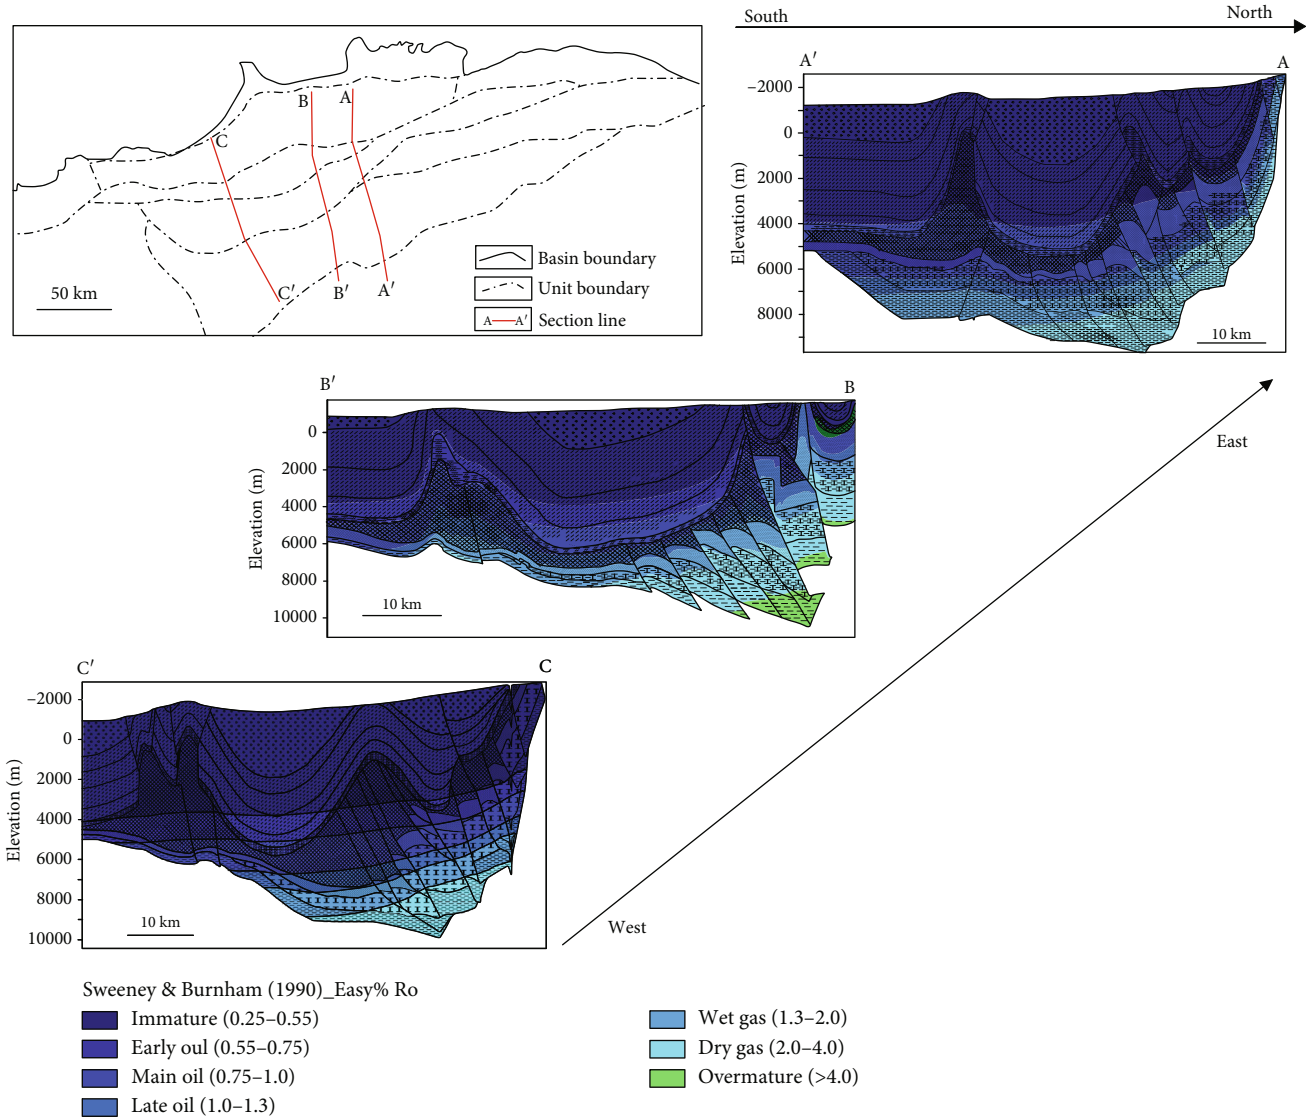 South
North
A′
A
−2000
0
2000
4000
6000
8000
Elevation (m)
10 km
B
A
C
C′
B′
A′
50 km
Basin boundary
Unit boundary
A
A′
Section line
B′
B
0
2000
4000
6000
8000
10000
Elevation (m)
10 km
East
West
C′
C
−2000
0
2000
4000
6000
8000
10000
Elevation (m)
10 km
Sweeney & Burnham (1990)_Easy% Ro
Immature (0.25–0.55)
Early oul (0.55–0.75)
Main oil (0.75–1.0)
Late oil (1.0–1.3)
Wet gas (1.3–2.0)
Dry gas (2.0–4.0)
Overmature (>4.0)